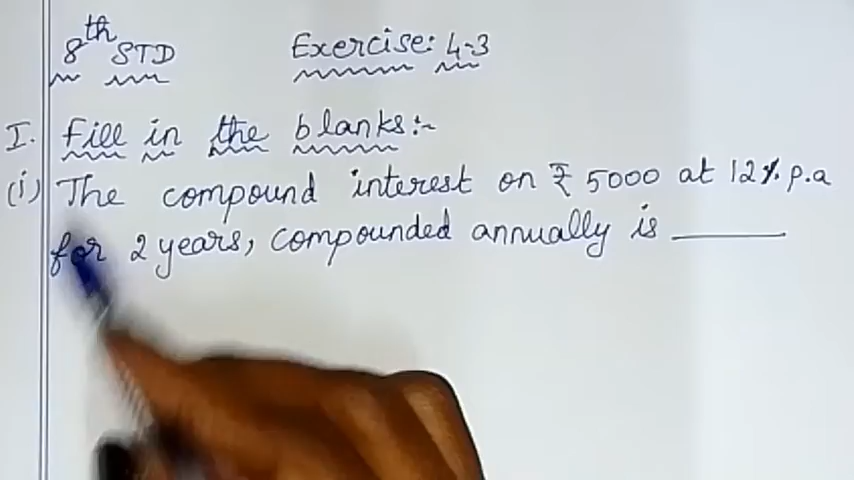 8th STD Exercise: 4.3
I. Fill in the blanks:-
(i) The compound interest on ₹ 5000 at 12% p.a
for 2 years, compounded annually is ______